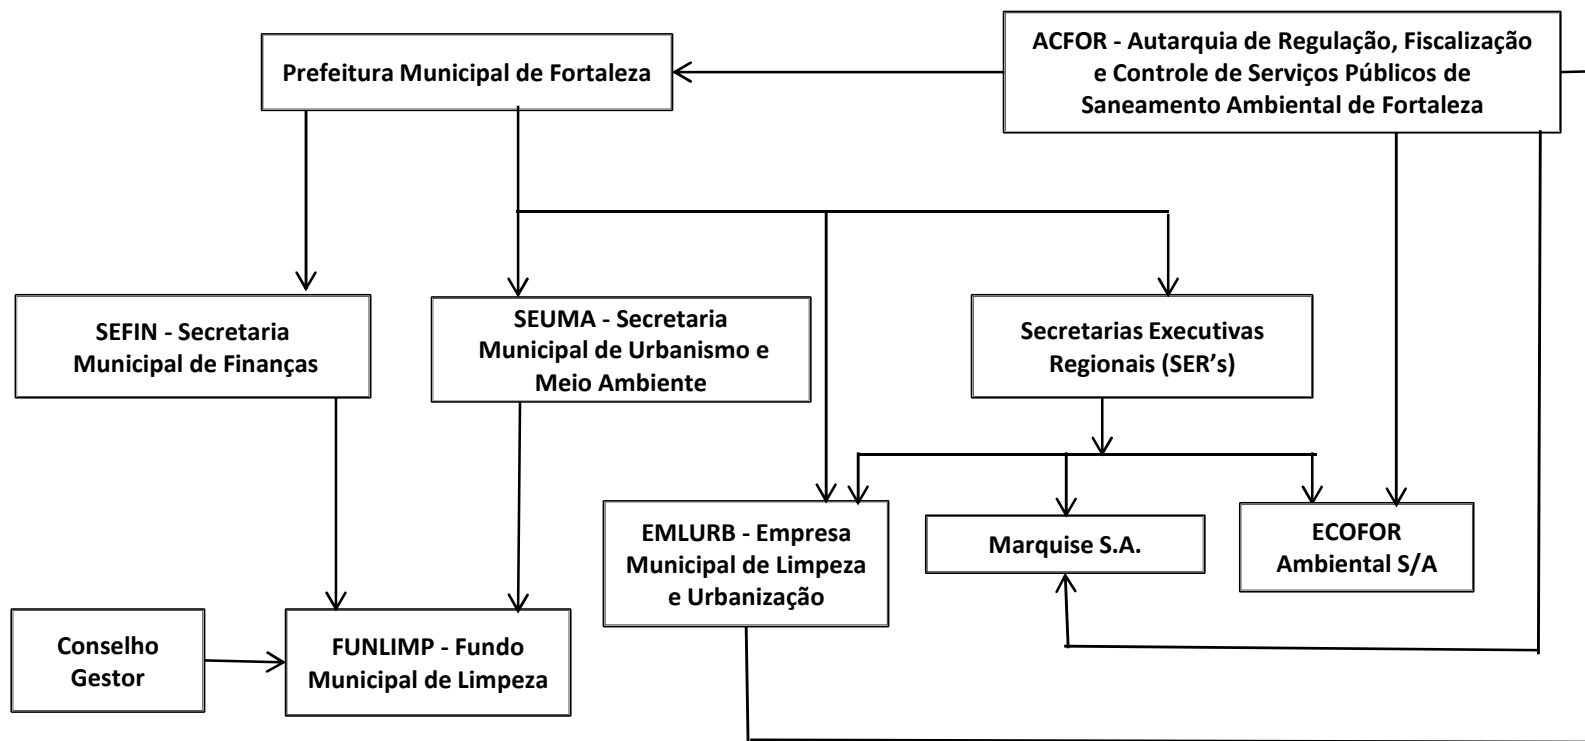 Prefeitura Municipal de Fortaleza
ACFOR - Autarquia de Regulação, Fiscalização
e Controle de Serviços Públicos de
Saneamento Ambiental de Fortaleza
SEFIN - Secretaria
Municipal de Finanças
SEUMA - Secretaria
Municipal de Urbanismo e
Meio Ambiente
Secretarias Executivas
Regionais (SER’s)
EMLURB - Empresa
Municipal de Limpeza
e Urbanização
Marquise S.A.
ECOFOR
Ambiental S/A
Conselho
Gestor
FUNLIMP - Fundo
Municipal de Limpeza